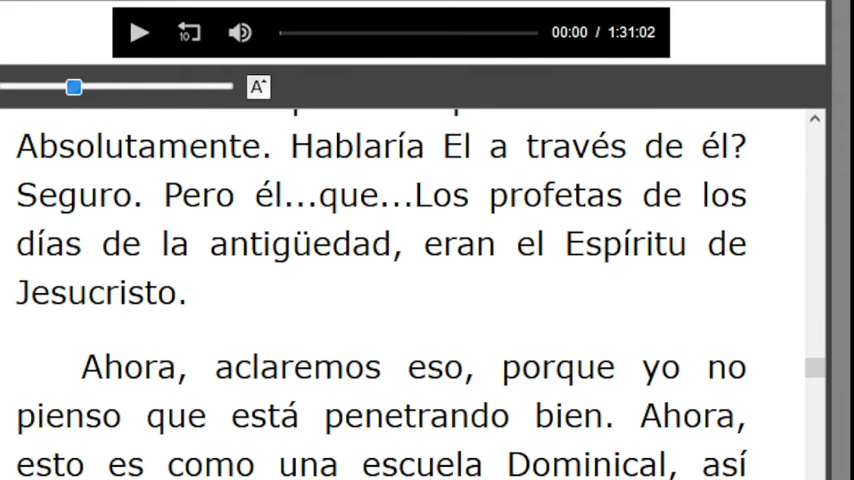 10
00:00 / 1:31:02
A
Absolutamente. Hablaría El a través de él?
Seguro. Pero él...que...Los profetas de los
días de la antigüedad, eran el Espíritu de
Jesucristo.
Ahora, aclaremos eso, porque yo no
pienso que está penetrando bien. Ahora,
esto es como una escuela Dominical, así